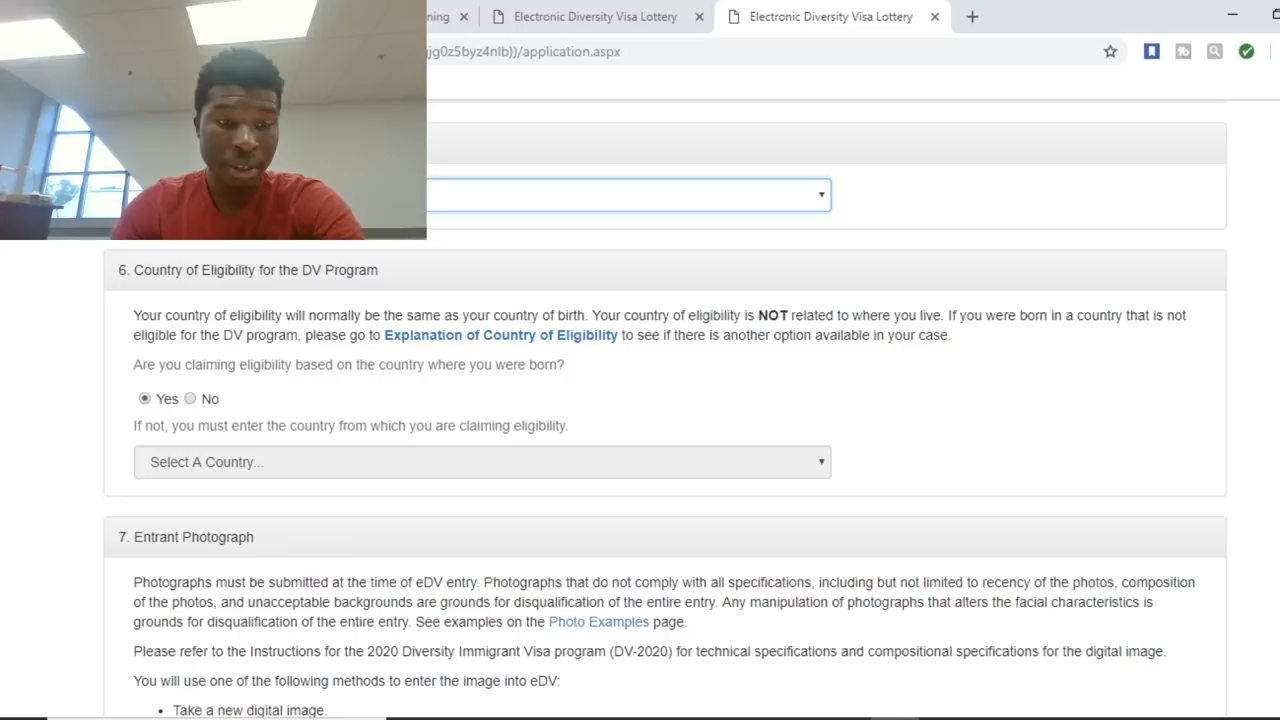 ning
Electronic Diversity Visa Lottery
Electronic Diversity Visa Lottery
gjg0z5byz4nlb))/application.aspx
6. Country of Eligibility for the DV Program
Your country of eligibility will normally be the same as your country of birth. Your country of eligibility is NOT related to where you live. If you were born in a country that is not
eligible for the DV program, please go to Explanation of Country of Eligibility to see if there is another option available in your case.
Are you claiming eligibility based on the country where you were born?
Yes No
If not, you must enter the country from which you are claiming eligibility.
Select A Country...
7. Entrant Photograph
Photographs must be submitted at the time of eDV entry. Photographs that do not comply with all specifications, including but not limited to recency of the photos, composition
of the photos, and unacceptable backgrounds are grounds for disqualification of the entire entry. Any manipulation of photographs that alters the facial characteristics is
grounds for disqualification of the entire entry. See examples on the Photo Examples page.
Please refer to the Instructions for the 2020 Diversity Immigrant Visa program (DV-2020) for technical specifications and compositional specifications for the digital image.
You will use one of the following methods to enter the image into eDV:
• Take a new digital image.